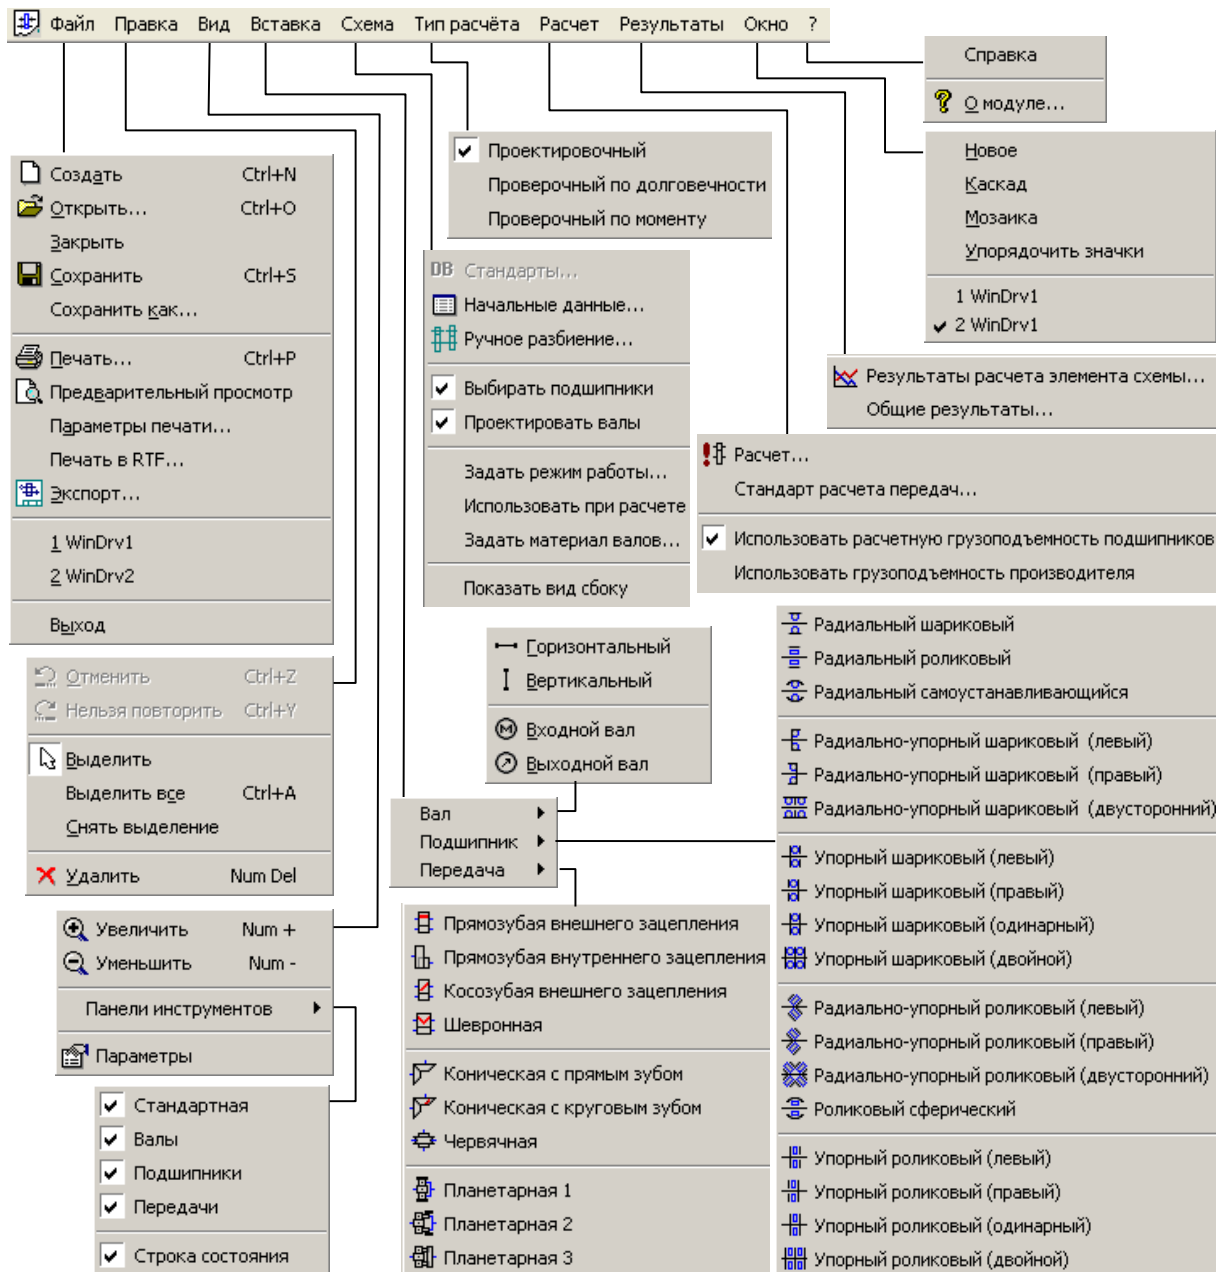 Файл Правка Вид Вставка Схема Тип расчёта Расчет Результаты Окно ?
Справка
О модуле...
Новое
Каскад
Мозаика
Упорядочить значки
1 WinDrv1
2 WinDrv1
Проектировочный
Проверочный по долговечности
Проверочный по моменту
Создать Ctrl+N
Открыть... Ctrl+O
Закрыть
Сохранить Ctrl+S
Сохранить как...
Печать... Ctrl+P
Предварительный просмотр
Параметры печати...
Печать в RTF...
Экспорт...
1 WinDrv1
2 WinDrv2
Выход
DB Стандарты...
Начальные данные...
Ручное разбиение...
Выбирать подшипники
Проектировать валы
Задать режим работы...
Использовать при расчете
Задать материал валов...
Показать вид сбоку
Результаты расчета элемента схемы...
Общие результаты...
Расчет...
Стандарт расчета передач...
Использовать расчетную грузоподъемность подшипников
Использовать грузоподъемность производителя
Отменить Ctrl+Z
Нельзя повторить Ctrl+Y
Выделить
Выделить все Ctrl+A
Снять выделение
Удалить Num Del
Горизонтальный
Вертикальный
Входной вал
Выходной вал
Вал
Подшипник
Передача
Увеличить Num +
Уменьшить Num -
Панели инструментов
Параметры
Стандартная
Валы
Подшипники
Передачи
Строка состояния
Прямозубая внешнего зацепления
Прямозубая внутреннего зацепления
Косозубая внешнего зацепления
Шевронная
Коническая с прямым зубом
Коническая с круговым зубом
Червячная
Планетарная 1
Планетарная 2
Планетарная 3
Радиальный шариковый
Радиальный роликовый
Радиальный самоустанавливающийся
Радиально-упорный шариковый (левый)
Радиально-упорный шариковый (правый)
Радиально-упорный шариковый (двусторонний)
Упорный шариковый (левый)
Упорный шариковый (правый)
Упорный шариковый (одинарный)
Упорный шариковый (двойной)
Радиально-упорный роликовый (левый)
Радиально-упорный роликовый (правый)
Радиально-упорный роликовый (двусторонний)
Роликовый сферический
Упорный роликовый (левый)
Упорный роликовый (правый)
Упорный роликовый (одинарный)
Упорный роликовый (двойной)